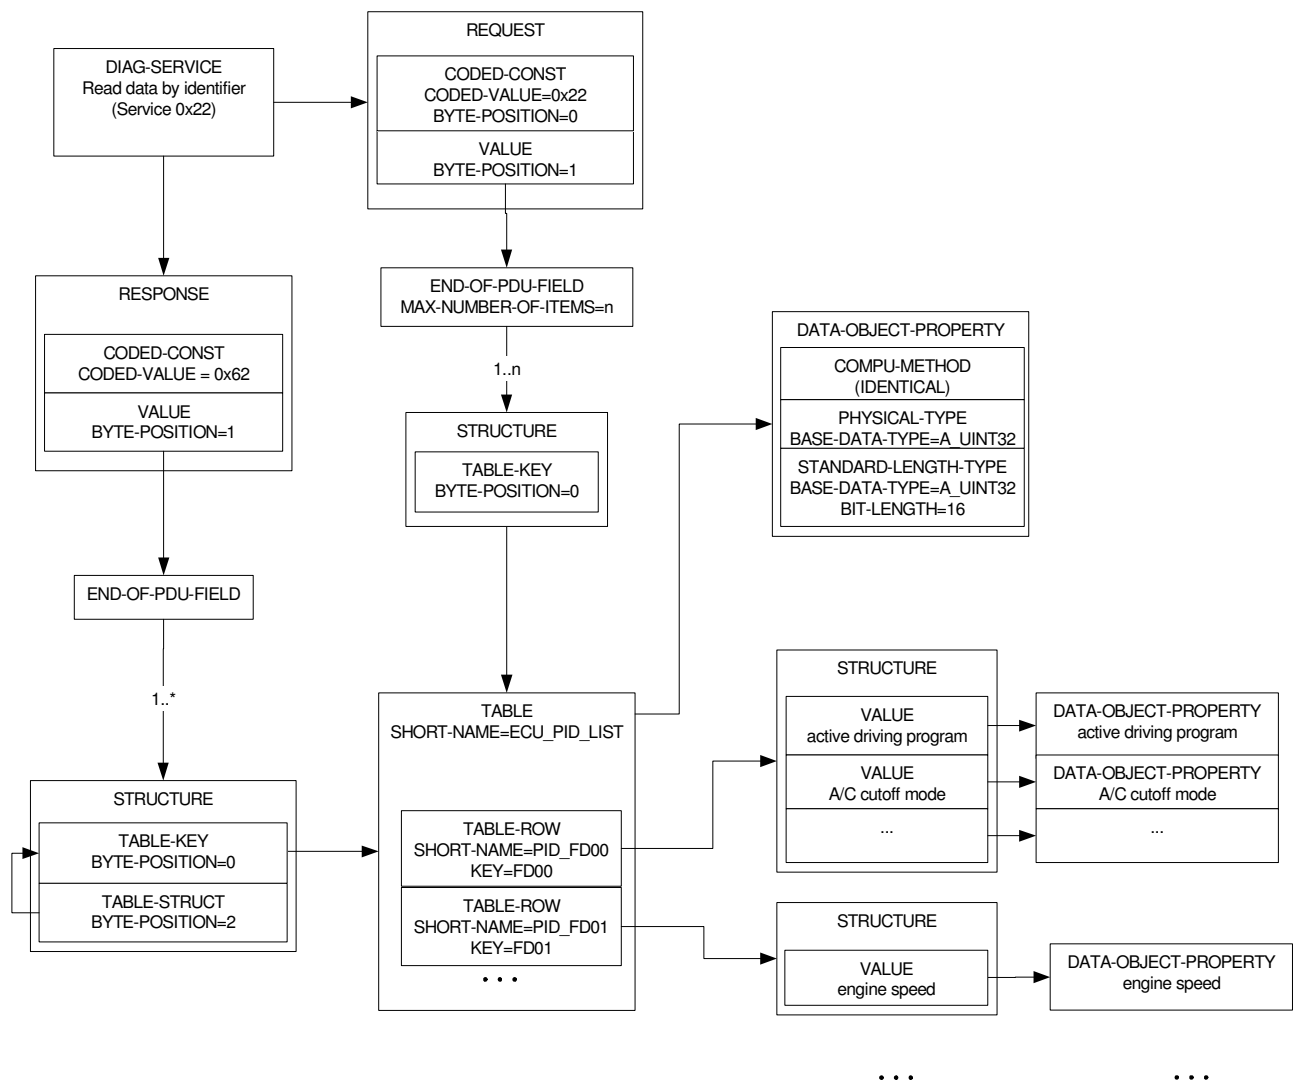 REQUEST
DIAG-SERVICE
Read data by identifier
(Service 0x22)
CODED-CONST
CODED-VALUE=0x22
BYTE-POSITION=0
VALUE
BYTE-POSITION=1
END-OF-PDU-FIELD
MAX-NUMBER-OF-ITEMS=n
1..n
RESPONSE
CODED-CONST
CODED-VALUE = 0x62
VALUE
BYTE-POSITION=1
STRUCTURE
TABLE-KEY
BYTE-POSITION=0
DATA-OBJECT-PROPERTY
COMPU-METHOD
(IDENTICAL)
PHYSICAL-TYPE
BASE-DATA-TYPE=A_UINT32
STANDARD-LENGTH-TYPE
BASE-DATA-TYPE=A_UINT32
BIT-LENGTH=16
END-OF-PDU-FIELD
1..*
STRUCTURE
TABLE-KEY
BYTE-POSITION=0
TABLE-STRUCT
BYTE-POSITION=2
TABLE
SHORT-NAME=ECU_PID_LIST
TABLE-ROW
SHORT-NAME=PID_FD00
KEY=FD00
TABLE-ROW
SHORT-NAME=PID_FD01
KEY=FD01
...
STRUCTURE
VALUE
active driving program
VALUE
A/C cutoff mode
...
DATA-OBJECT-PROPERTY
active driving program
DATA-OBJECT-PROPERTY
A/C cutoff mode
...
STRUCTURE
VALUE
engine speed
DATA-OBJECT-PROPERTY
engine speed
...
...